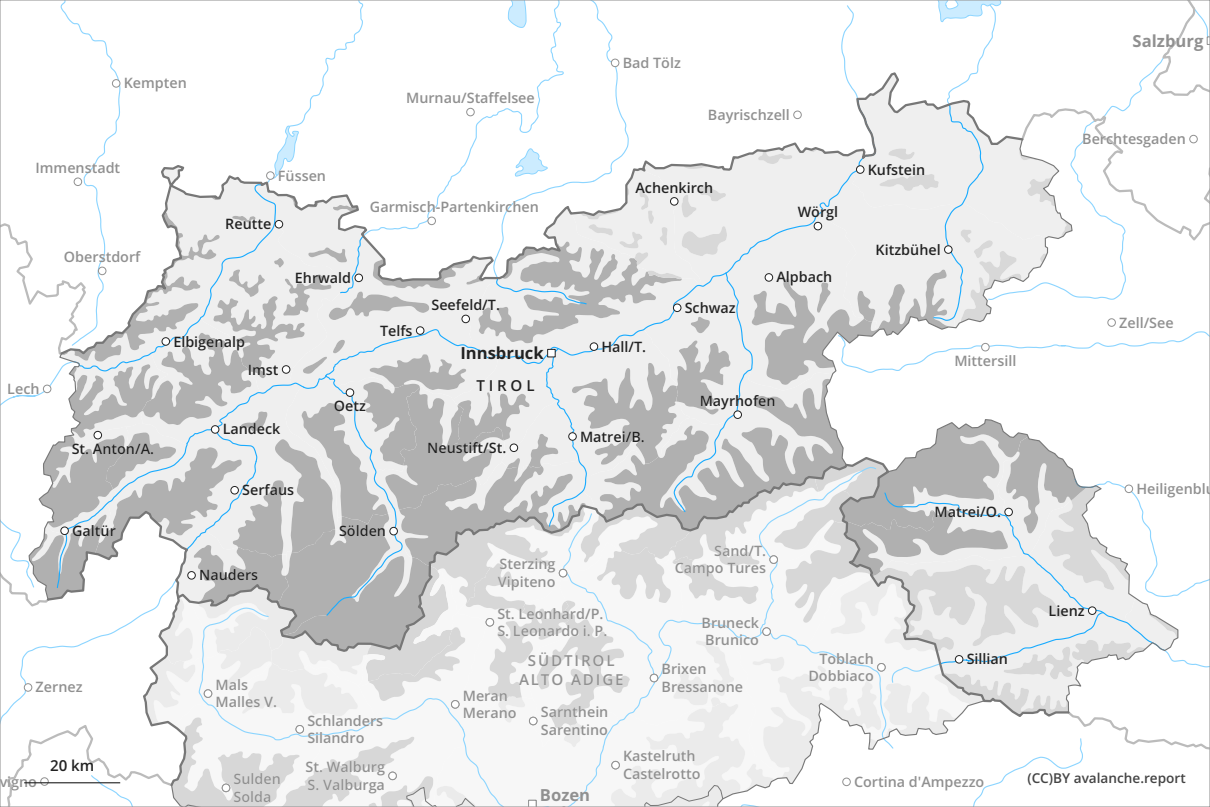 Salzburg
Bad Tölz
Kempten
Murnau/Staffelsee
Bayrischzell
Berchtesgaden
Immenstadt
Füssen
Kufstein
Achenkirch
Garmisch-Partenkirchen
Wörgl
Reutte
Kitzbühel
Oberstdorf
Ehrwald
Alpbach
Seefeld/T.
Schwaz
Telfs
Zell/See
Elbigenalp
Innsbruck
Hall/T.
Mittersill
Imst
TIROL
Lech
Oetz
Mayrhofen
Landeck
Matrei/B.
St. Anton/A.
Neustift/St.
Serfaus
Heiligenblu
Matrei/O.
Galtür
Sölden
Sand/T.
Campo Tures
Sterzing
Vipiteno
Nauders
Lienz
St. Leonhard/P.
S. Leonardo i. P.
Bruneck
Brunico
SÜDTIROL
ALTO ADIGE
Sillian
Toblach
Dobbiaco
Brixen
Bressanone
Zernez
Mals
Malles V.
Meran
Merano
Sarnthein
Sarentino
Schlanders
Silandro
Kastelruth
Castelrotto
St. Walburg
S. Valburga
20 km
vigno
Sulden
Solda
Cortina d'Ampezzo
(CC)BY avalanche.report
Bozen